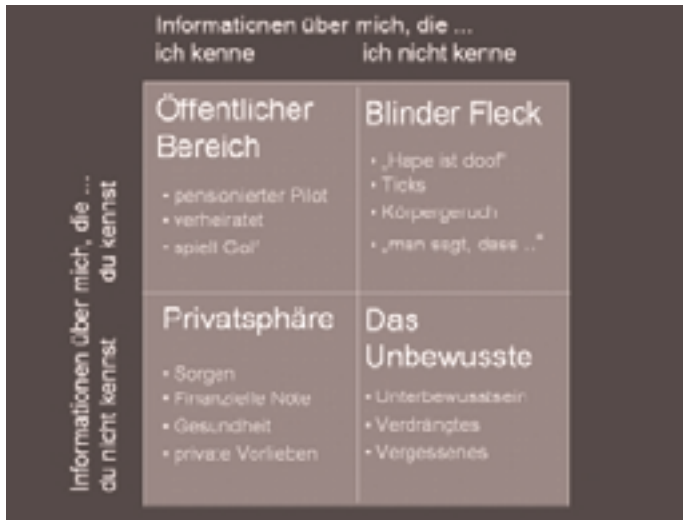 Informationen über mich, die ...
ich kenne
ich nicht kenne
Informationen über mich, die ...
du kennst
du nicht kennst
Öffentlicher
Bereich
• pensionierter Pilot
• verheiratet
• spielt Golf
Blinder Fleck
• „Hape ist doof“
• Ticks
• Körpergeruch
• „man sagt, dass ..“
Privatsphäre
• Sorgen
• Finanzielle Nöte
• Gesundheit
• private Vorlieben
Das
Unbewusste
• Unterbewusstsein
• Verdrängtes
• Vergessenes